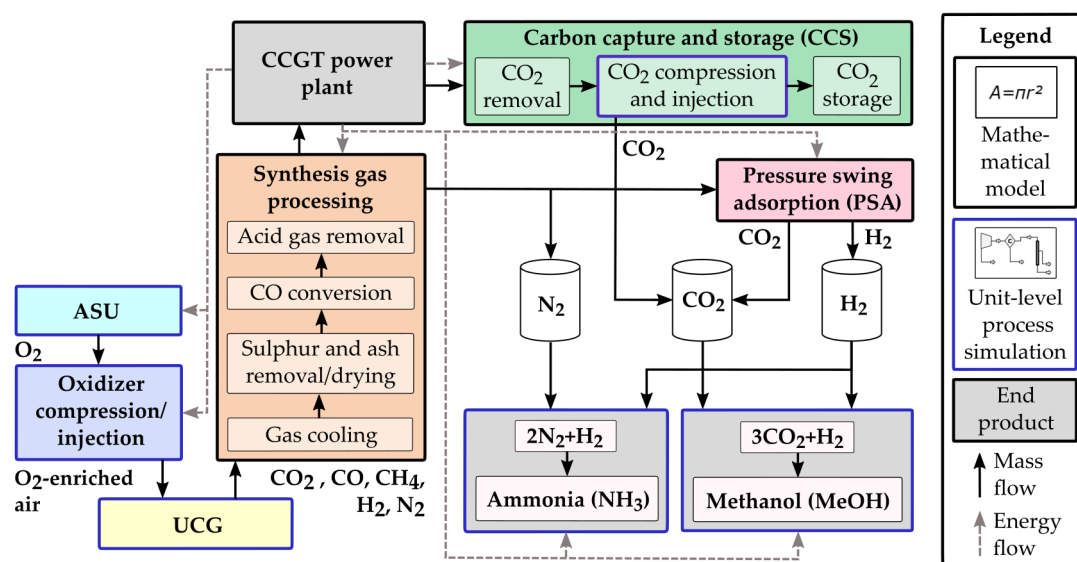 CCGT power
plant
Carbon capture and storage (CCS)
CO₂
removal
CO₂ compression
and injection
CO₂
storage
CO₂
Synthesis gas
processing
Acid gas removal
CO conversion
Sulphur and ash
removal/drying
Gas cooling
Pressure swing
adsorption (PSA)
CO₂
H₂
N₂
CO₂
H₂
ASU
O₂
Oxidizer
compression/
injection
O₂-enriched
air
UCG
CO₂ , CO, CH₄,
H₂, N₂
2N₂+H₂
Ammonia (NH₃)
3CO₂+H₂
Methanol (MeOH)
Legend
A=πr²
Mathe-
matical
model
C
Unit-level
process
simulation
End
product
Mass
flow
Energy
flow